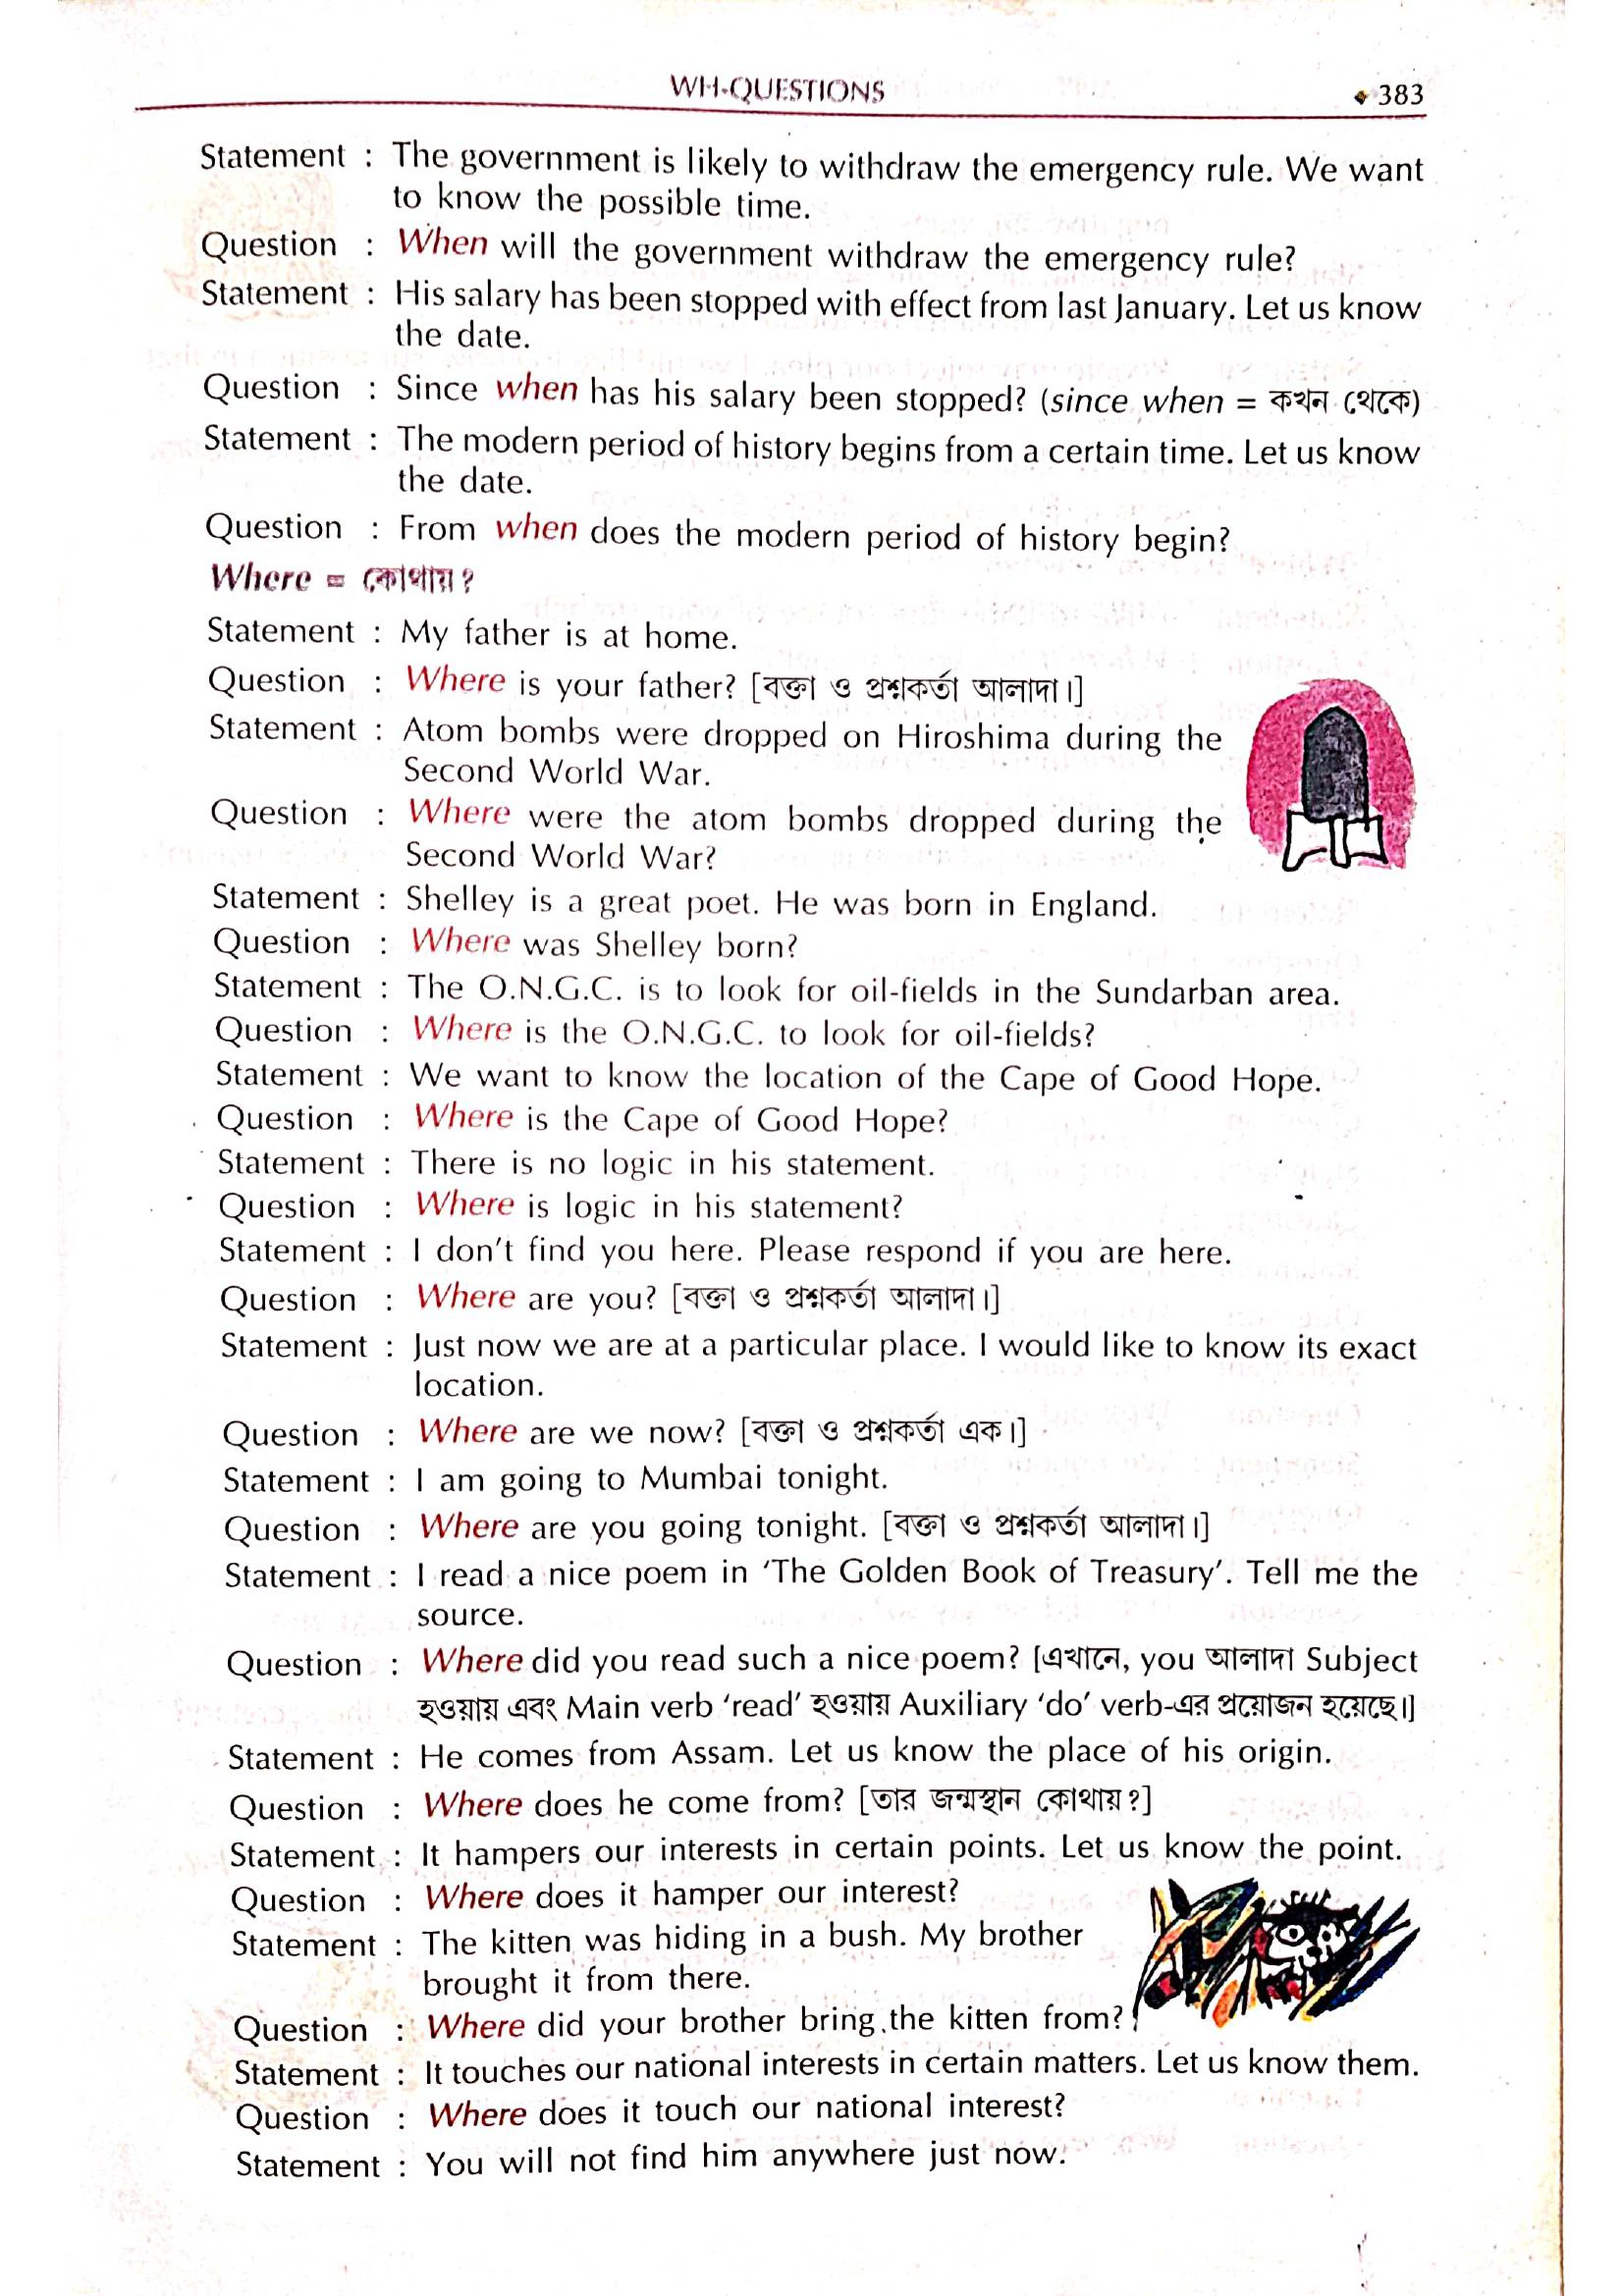 WH-QUESTIONS
383
Statement : The government is likely to withdraw the emergency rule. We want
to know the possible time.
Question : When will the government withdraw the emergency rule?
Statement : His salary has been stopped with effect from last January. Let us know
the date.
Question : Since when has his salary been stopped? (since when = কখন থেকে)
Statement : The modern period of history begins from a certain time. Let us know
the date.
Question : From when does the modern period of history begin?
Where = কোথায় ?
Statement : My father is at home.
Question : Where is your father? [বক্তা ও প্রশ্নকর্তা আলাদা।]
Statement : Atom bombs were dropped on Hiroshima during the
Second World War.
Question : Where were the atom bombs dropped during the
Second World War?
Statement : Shelley is a great poet. He was born in England.
Question : Where was Shelley born?
Statement : The O.N.G.C. is to look for oil-fields in the Sundarban area.
Question : Where is the O.N.G.C. to look for oil-fields?
Statement : We want to know the location of the Cape of Good Hope.
Question : Where is the Cape of Good Hope?
Statement : There is no logic in his statement.
Question : Where is logic in his statement?
Statement : I don't find you here. Please respond if you are here.
Question : Where are you? [বক্তা ও প্রশ্নকর্তা আলাদা।]
Statement : Just now we are at a particular place. I would like to know its exact
location.
Question : Where are we now? [বক্তা ও প্রশ্নকর্তা এক।]
Statement : I am going to Mumbai tonight.
Question : Where are you going tonight. [বক্তা ও প্রশ্নকর্তা আলাদা।]
Statement : I read a nice poem in 'The Golden Book of Treasury'. Tell me the
source.
Question : Where did you read such a nice poem? [এখানে, you আলাদা Subject
হওয়ায় এবং Main verb 'read' হওয়ায় Auxiliary 'do' verb-এর প্রয়োজন হয়েছে।]
Statement : He comes from Assam. Let us know the place of his origin.
Question : Where does he come from? [তার জন্মস্থান কোথায় ?]
Statement : It hampers our interests in certain points. Let us know the point.
Question : Where does it hamper our interest?
Statement : The kitten was hiding in a bush. My brother
brought it from there.
Question : Where did your brother bring the kitten from?
Statement : It touches our national interests in certain matters. Let us know them.
Question : Where does it touch our national interest?
Statement : You will not find him anywhere just now.